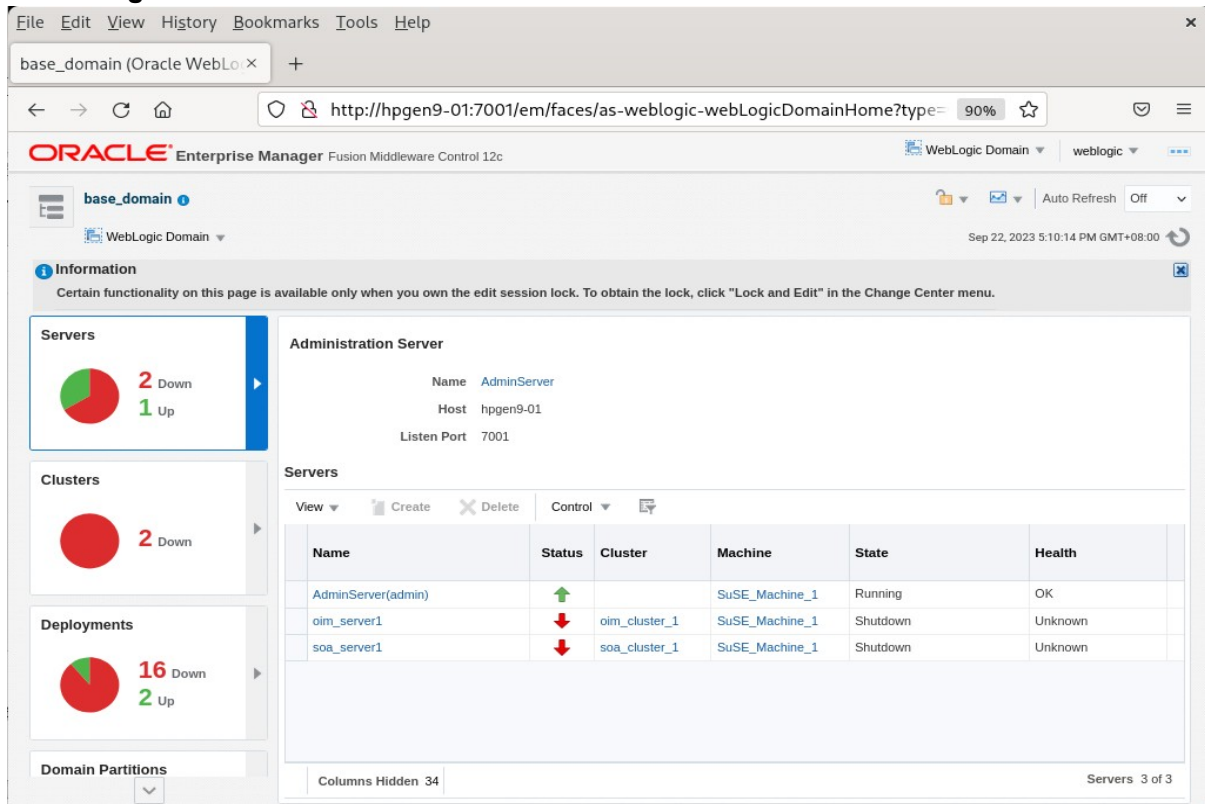 File Edit View History Bookmarks Tools Help ×
base_domain (Oracle WebLo × +
http://hpgen9-01:7001/em/faces/as-weblogic-webLogicDomainHome?type= 90%
ORACLE Enterprise Manager Fusion Middleware Control 12c WebLogic Domain weblogic
base_domain Auto Refresh Off
WebLogic Domain Sep 22, 2023 5:10:14 PM GMT+08:00
Information
Certain functionality on this page is available only when you own the edit session lock. To obtain the lock, click "Lock and Edit" in the Change Center menu.
Servers
2 Down
1 Up
Clusters
2 Down
Deployments
16 Down
2 Up
Domain Partitions
Administration Server
Name AdminServer
Host hpgen9-01
Listen Port 7001
Servers
View Create Delete Control
Name Status Cluster Machine State Health
AdminServer(admin) SuSE_Machine_1 Running OK
oim_server1 oim_cluster_1 SuSE_Machine_1 Shutdown Unknown
soa_server1 soa_cluster_1 SuSE_Machine_1 Shutdown Unknown
Columns Hidden 34 Servers 3 of 3